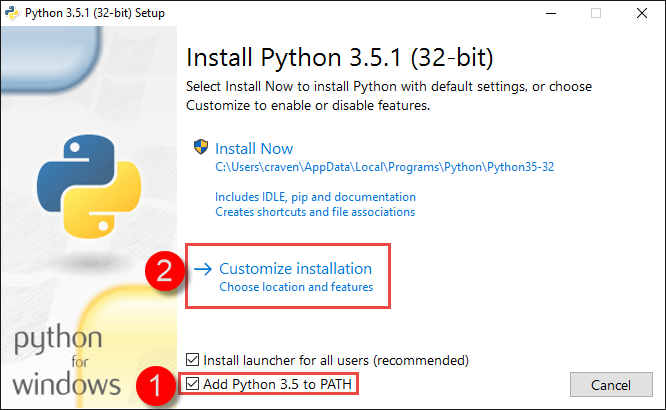 Python 3.5.1 (32-bit) Setup
Install Python 3.5.1 (32-bit)
Select Install Now to install Python with default settings, or choose
Customize to enable or disable features.
Install Now
C:\Users\craven\AppData\Local\Programs\Python\Python35-32
Includes IDLE, pip and documentation
Creates shortcuts and file associations
2
Customize installation
Choose location and features
python
for
windows
Install launcher for all users (recommended)
1
Add Python 3.5 to PATH
Cancel